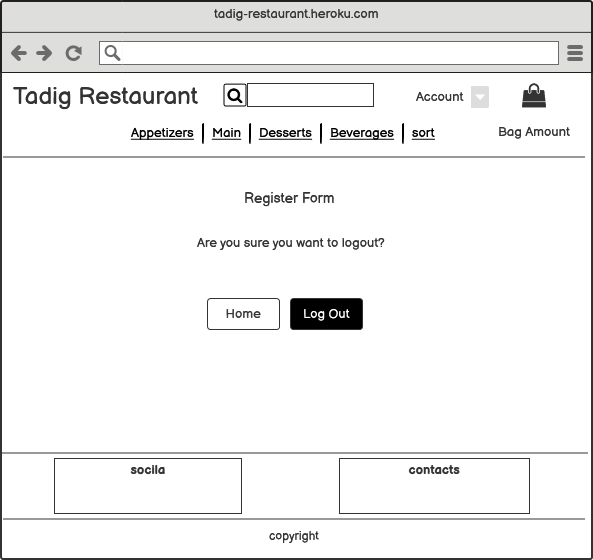 tadig-restaurant.heroku.com
Tadig Restaurant
Account
Appetizers Main Desserts Beverages sort
Bag Amount
Register Form
Are you sure you want to logout?
Home
Log Out
socila
contacts
copyright